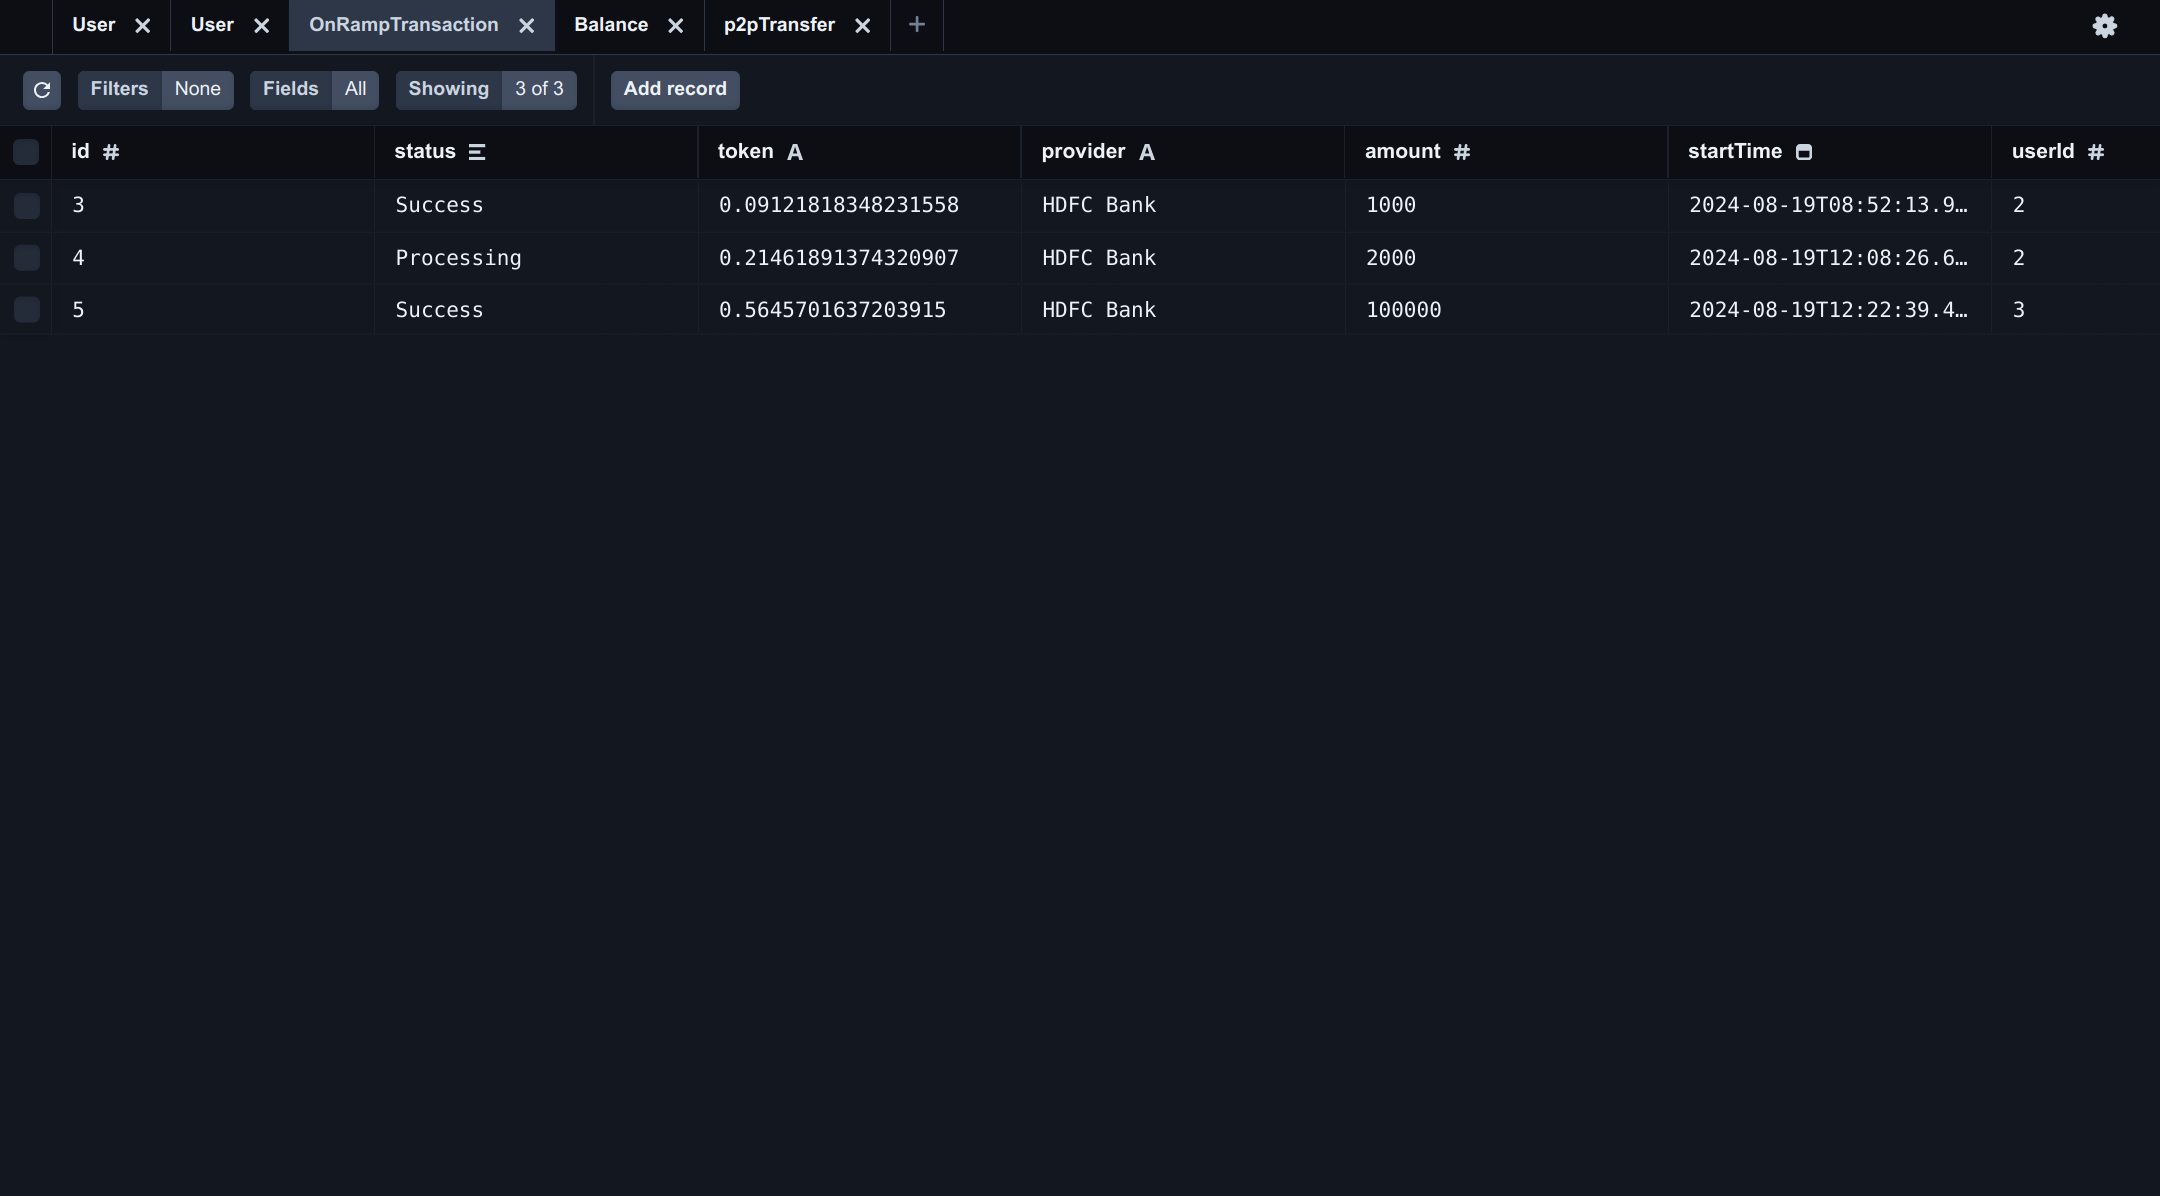 User User OnRampTransaction Balance p2pTransfer +
Filters None Fields All Showing 3 of 3 Add record
id # status token A provider A amount # startTime userId #
3 Success 0.09121818348231558 HDFC Bank 1000 2024-08-19T08:52:13.9… 2
4 Processing 0.21461891374320907 HDFC Bank 2000 2024-08-19T12:08:26.6… 2
5 Success 0.5645701637203915 HDFC Bank 100000 2024-08-19T12:22:39.4… 3